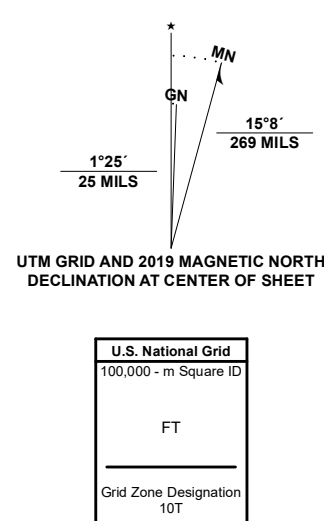 MN
GN
15°8´
269 MILS
1°25´
25 MILS
UTM GRID AND 2019 MAGNETIC NORTH
DECLINATION AT CENTER OF SHEET
U.S. National Grid
100,000 - m Square ID
FT
Grid Zone Designation
10T